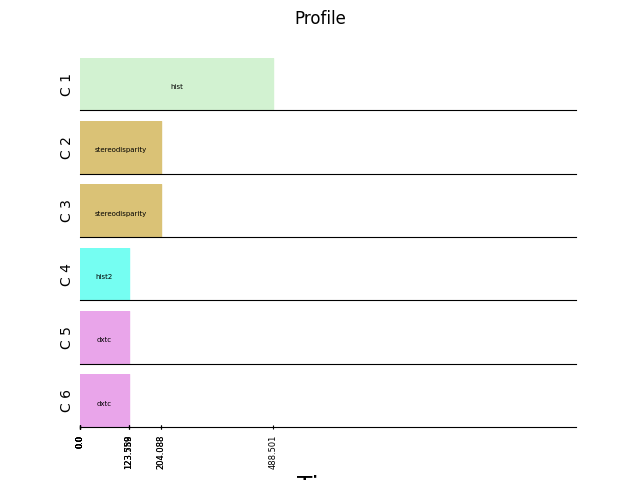 Profile
C 1
hist
C 2
stereodisparity
C 3
stereodisparity
C 4
hist2
C 5
dxtc
C 6
dxtc
0.0
204.088
488.501